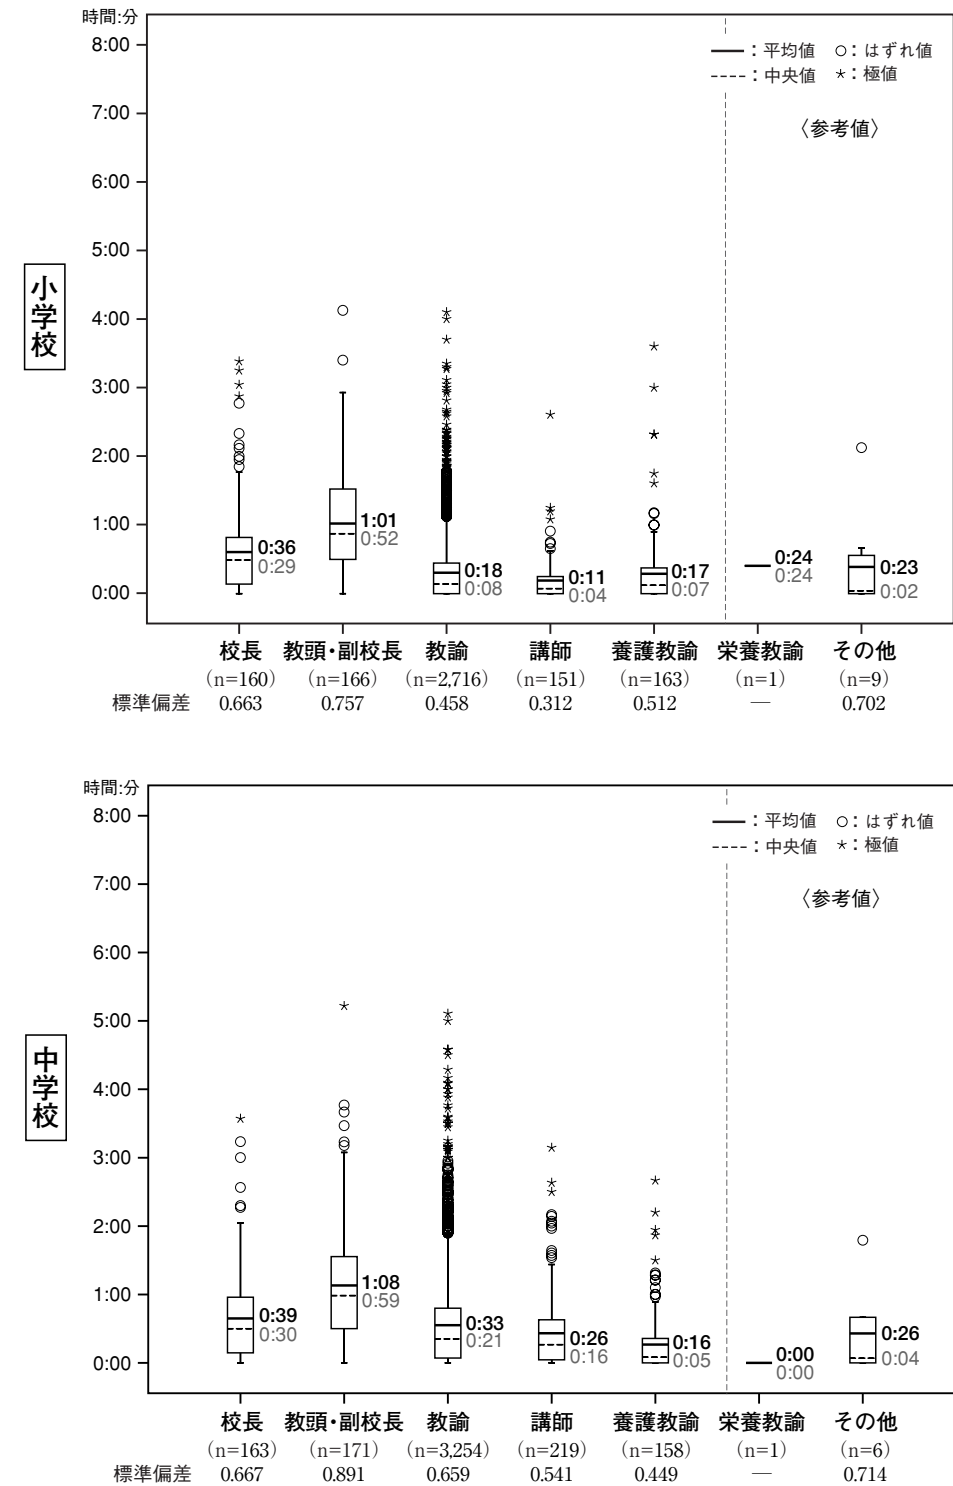 時間:分
8:00
―：平均値 ○：はずれ値
----：中央値 *：極値
7:00
〈参考値〉
6:00
5:00
小学校
4:00
3:00
2:00
1:00
0:00
0:36
0:29
1:01
0:52
0:18
0:08
0:11
0:04
0:17
0:07
0:24
0:24
0:23
0:02
校長 教頭・副校長 教諭 講師 養護教諭 栄養教諭 その他
(n=160) (n=166) (n=2,716) (n=151) (n=163) (n=1) (n=9)
標準偏差 0.663 0.757 0.458 0.312 0.512 ― 0.702
時間:分
8:00
―：平均値 ○：はずれ値
----：中央値 *：極値
7:00
〈参考値〉
6:00
5:00
中学校
4:00
3:00
2:00
1:00
0:00
0:39
0:30
1:08
0:59
0:33
0:21
0:26
0:16
0:16
0:05
0:00
0:00
0:26
0:04
校長 教頭・副校長 教諭 講師 養護教諭 栄養教諭 その他
(n=163) (n=171) (n=3,254) (n=219) (n=158) (n=1) (n=6)
標準偏差 0.667 0.891 0.659 0.541 0.449 ― 0.714